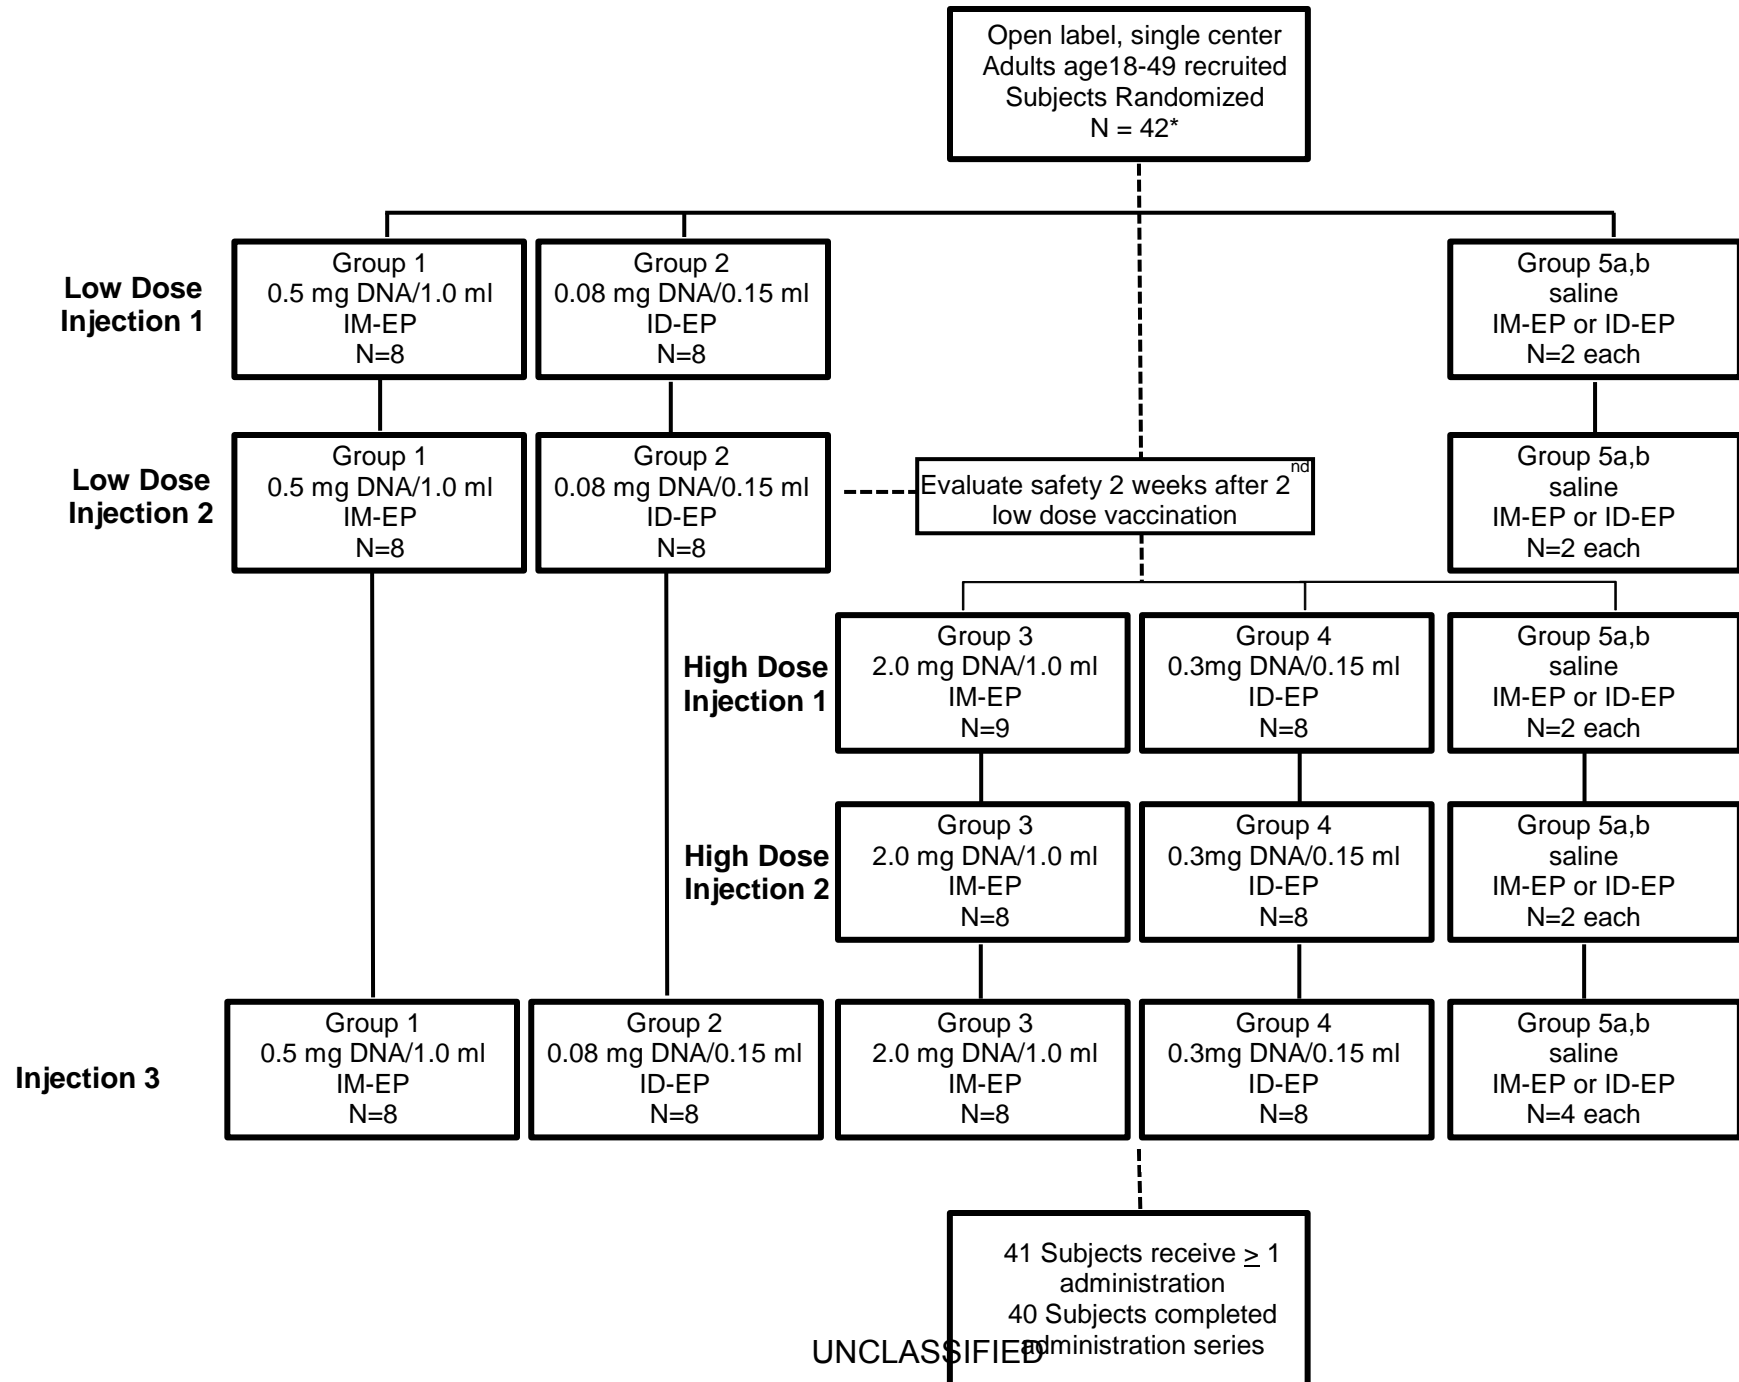 Open label, single center
Adults age18-49 recruited
Subjects Randomized
N = 42*
Low Dose
Injection 1
Group 1
0.5 mg DNA/1.0 ml
IM-EP
N=8
Group 2
0.08 mg DNA/0.15 ml
ID-EP
N=8
Group 5a,b
saline
IM-EP or ID-EP
N=2 each
Low Dose
Injection 2
Group 1
0.5 mg DNA/1.0 ml
IM-EP
N=8
Group 2
0.08 mg DNA/0.15 ml
ID-EP
N=8
Evaluate safety 2 weeks after 2nd
low dose vaccination
Group 5a,b
saline
IM-EP or ID-EP
N=2 each
High Dose
Injection 1
Group 3
2.0 mg DNA/1.0 ml
IM-EP
N=9
Group 4
0.3mg DNA/0.15 ml
ID-EP
N=8
Group 5a,b
saline
IM-EP or ID-EP
N=2 each
High Dose
Injection 2
Group 3
2.0 mg DNA/1.0 ml
IM-EP
N=8
Group 4
0.3mg DNA/0.15 ml
ID-EP
N=8
Group 5a,b
saline
IM-EP or ID-EP
N=2 each
Injection 3
Group 1
0.5 mg DNA/1.0 ml
IM-EP
N=8
Group 2
0.08 mg DNA/0.15 ml
ID-EP
N=8
Group 3
2.0 mg DNA/1.0 ml
IM-EP
N=8
Group 4
0.3mg DNA/0.15 ml
ID-EP
N=8
Group 5a,b
saline
IM-EP or ID-EP
N=4 each
41 Subjects receive ≥ 1
administration
40 Subjects completed
administration series
UNCLASSIFIED